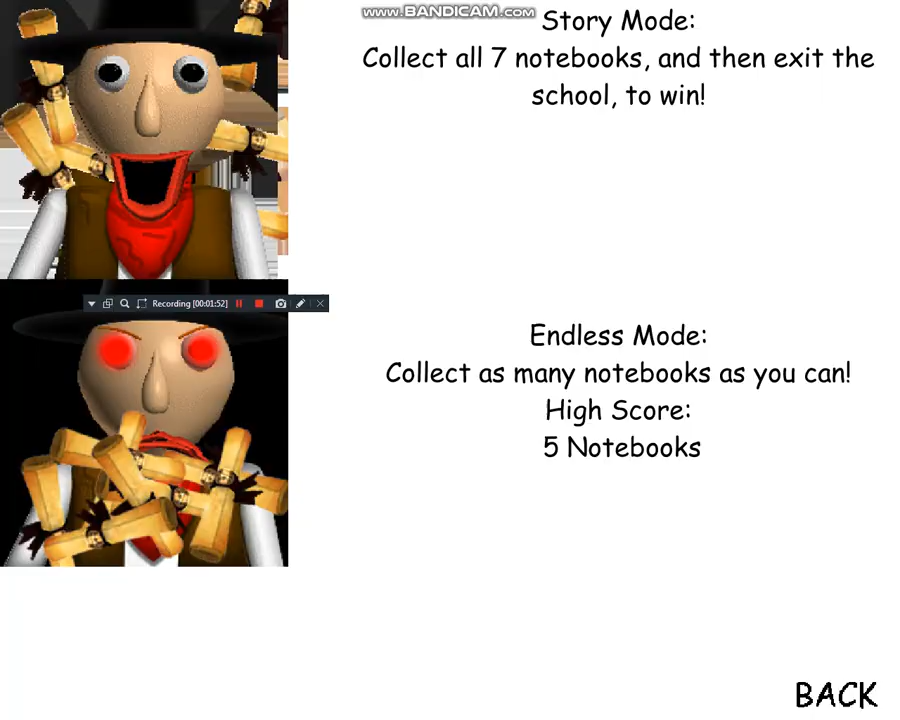 www.BANDICAM.com
Story Mode:
Collect all 7 notebooks, and then exit the
school, to win!
Recording [00:01:52]
Endless Mode:
Collect as many notebooks as you can!
High Score:
5 Notebooks
BACK